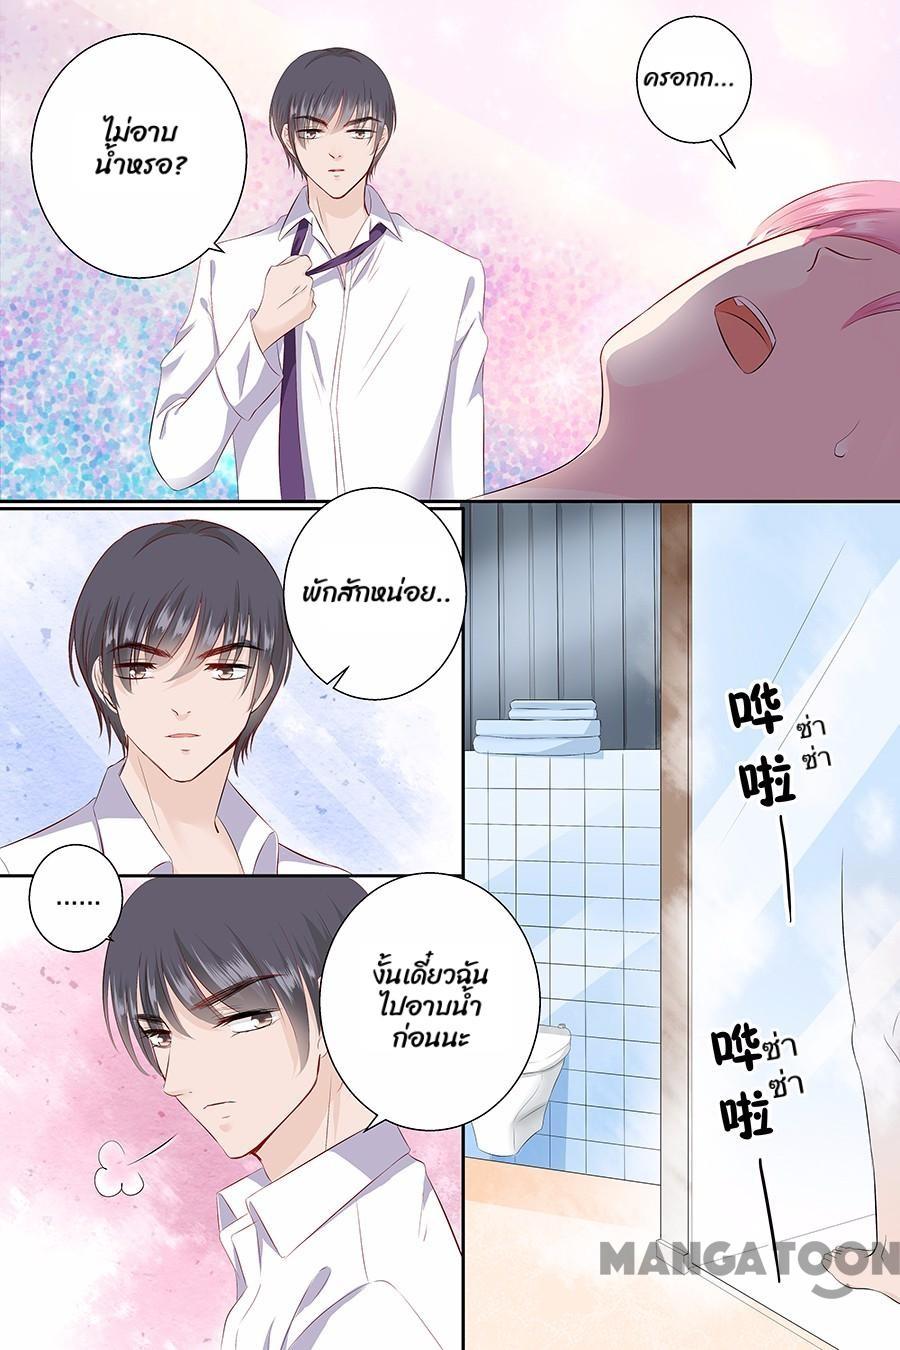 ไม่อาบ
น้ำหรอ?
ครอกก...
พักสักหน่อย..
......
งั้นเดี๋ยวฉัน
ไปอาบน้ำ
ก่อนนะ
哗
啦
ซ่า
ซ่า
哗
啦
ซ่า
ซ่า
MANGATOON